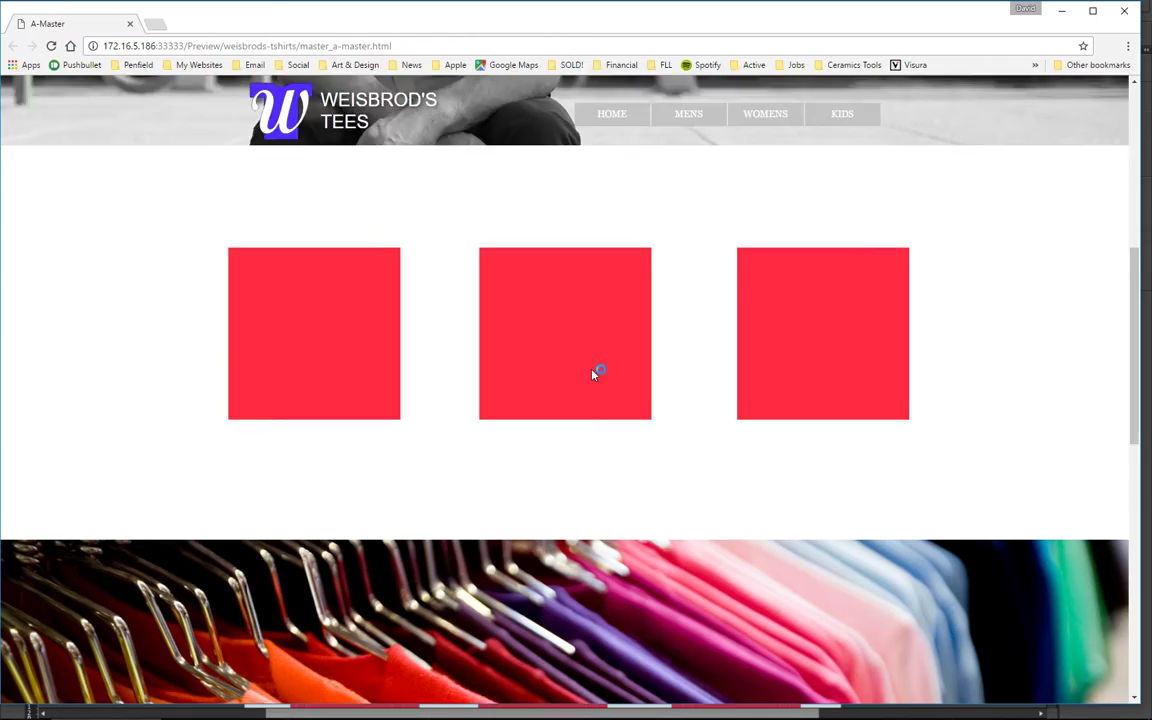 David
A-Master
172.16.5.186:33333/Preview/weisbrods-tshirts/master_a-master.html
Apps Pushbullet Penfield My Websites Email Social Art & Design News Apple Google Maps SOLD! Financial FLL Spotify Active Jobs Ceramics Tools Visura » Other bookmarks
W WEISBROD'S
TEES
HOME MENS WOMENS KIDS